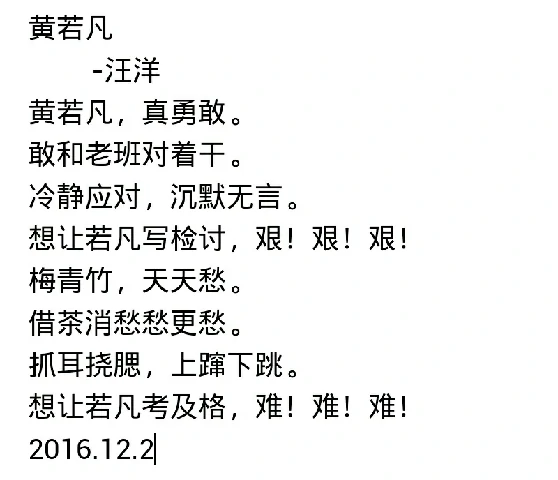 黄若凡
-汪洋
黄若凡，真勇敢。
敢和老班对着干。
冷静应对，沉默无言。
想让若凡写检讨，艰！艰！艰！
梅青竹，天天愁。
借茶消愁愁更愁。
抓耳挠腮，上蹿下跳。
想让若凡考及格，难！难！难！
2016.12.2